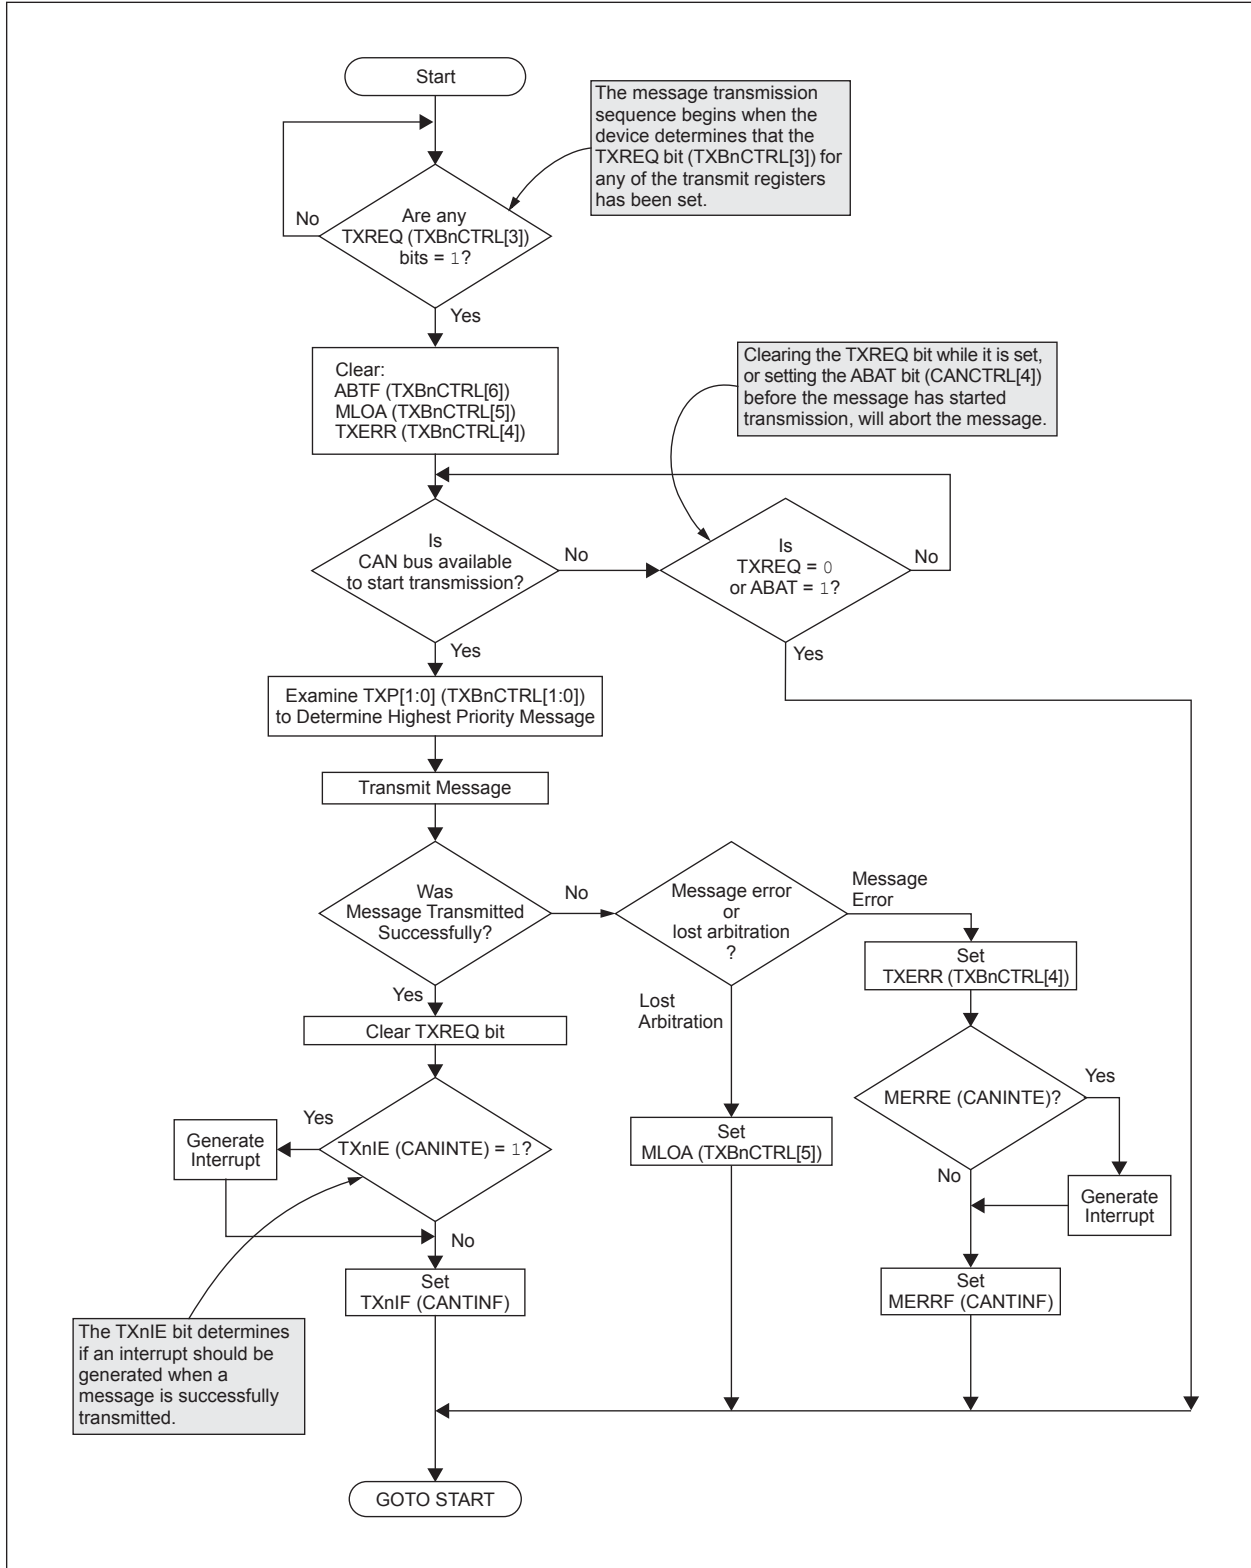 Start
The message transmission
sequence begins when the
device determines that the
TXREQ bit (TXBnCTRL[3]) for
any of the transmit registers
has been set.
No
Are any
TXREQ (TXBnCTRL[3])
bits = 1?
Yes
Clear:
ABTF (TXBnCTRL[6])
MLOA (TXBnCTRL[5])
TXERR (TXBnCTRL[4])
Clearing the TXREQ bit while it is set,
or setting the ABAT bit (CANCTRL[4])
before the message has started
transmission, will abort the message.
Is
CAN bus available
to start transmission?
No
Is
TXREQ = 0
or ABAT = 1?
No
Yes
Yes
Examine TXP[1:0] (TXBnCTRL[1:0])
to Determine Highest Priority Message
Transmit Message
Was
Message Transmitted
Successfully?
No
Message error
or
lost arbitration
?
Message
Error
Set
TXERR (TXBnCTRL[4])
Yes
Lost
Arbitration
Clear TXREQ bit
MERRE (CANINTE)?
Yes
Yes
Generate
Interrupt
TXnIE (CANINTE) = 1?
Set
MLOA (TXBnCTRL[5])
No
Generate
Interrupt
No
Set
TXnIF (CANTINF)
Set
MERRF (CANTINF)
The TXnIE bit determines
if an interrupt should be
generated when a
message is successfully
transmitted.
GOTO START